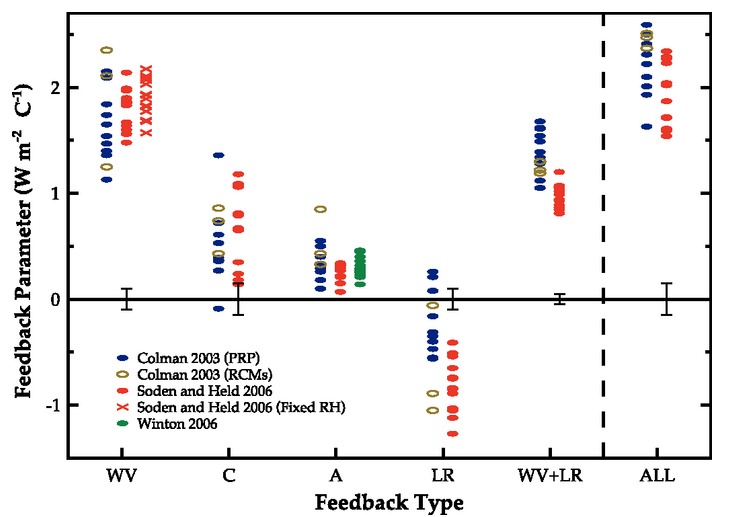 Feedback Parameter (W m⁻² C⁻¹)
2
1
0
-1
Colman 2003 (PRP)
Colman 2003 (RCMs)
Soden and Held 2006
Soden and Held 2006 (Fixed RH)
Winton 2006
WV C A LR WV+LR ALL
Feedback Type